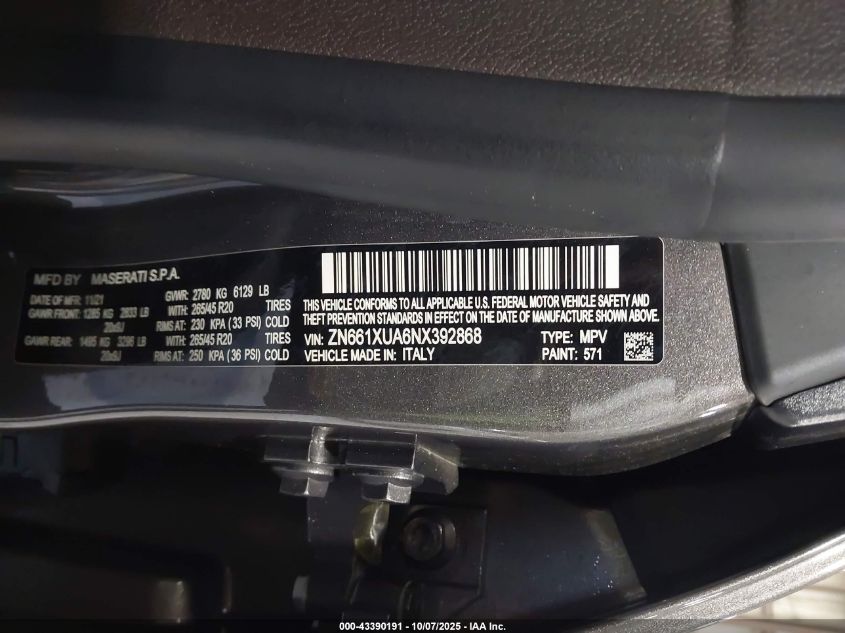 MFD BY MASERATI S.P.A.
DATE OF MFR 11/21 GVWR: 2780 KG 6129 LB
GAWR FRONT: 1285 KG 2833 LB WITH: 265/45 R20 TIRES
20x9J RIMS AT: 230 KPA (33 PSI) COLD
GAWR REAR: 1495 KG 3296 LB WITH: 265/45 R20 TIRES
20x9J RIMS AT: 250 KPA (36 PSI) COLD
THIS VEHICLE CONFORMS TO ALL APPLICABLE U.S. FEDERAL MOTOR VEHICLE SAFETY AND
THEFT PREVENTION STANDARDS IN EFFECT ON THE DATE OF MANUFACTURE SHOWN ABOVE.
VIN: ZN661XUA6NX392868 TYPE: MPV
VEHICLE MADE IN: ITALY PAINT: 571
000-43390191 - 10/07/2025 - IAA Inc.